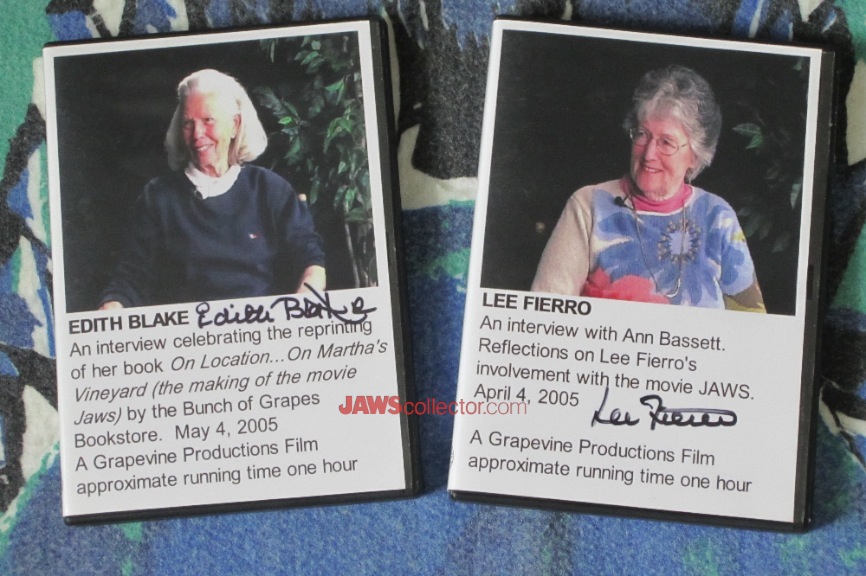 EDITH BLAKE Edith Blake
An interview celebrating the reprinting
of her book On Location...On Martha's
Vineyard (the making of the movie
Jaws) by the Bunch of Grapes
Bookstore. May 4, 2005
A Grapevine Productions Film
approximate running time one hour
LEE FIERRO
An interview with Ann Bassett.
Reflections on Lee Fierro's
involvement with the movie JAWS.
April 4, 2005 Lee Fierro
A Grapevine Productions Film
approximate running time one hour
JAWScollector.com